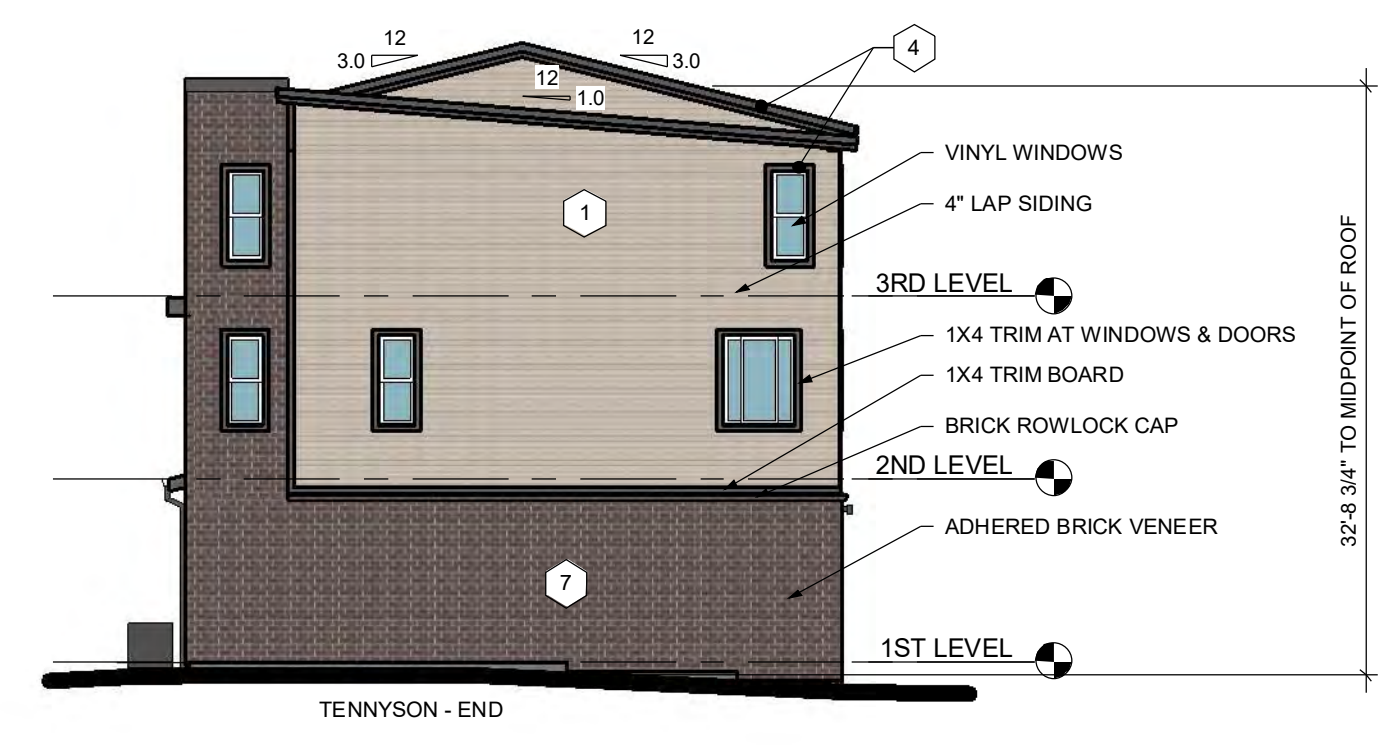 12
3.0
12
3.0
4
12
1.0
VINYL WINDOWS
1
4" LAP SIDING
3RD LEVEL
1X4 TRIM AT WINDOWS & DOORS
1X4 TRIM BOARD
BRICK ROWLOCK CAP
2ND LEVEL
ADHERED BRICK VENEER
7
1ST LEVEL
32'-8 3/4" TO MIDPOINT OF ROOF
TENNYSON - END